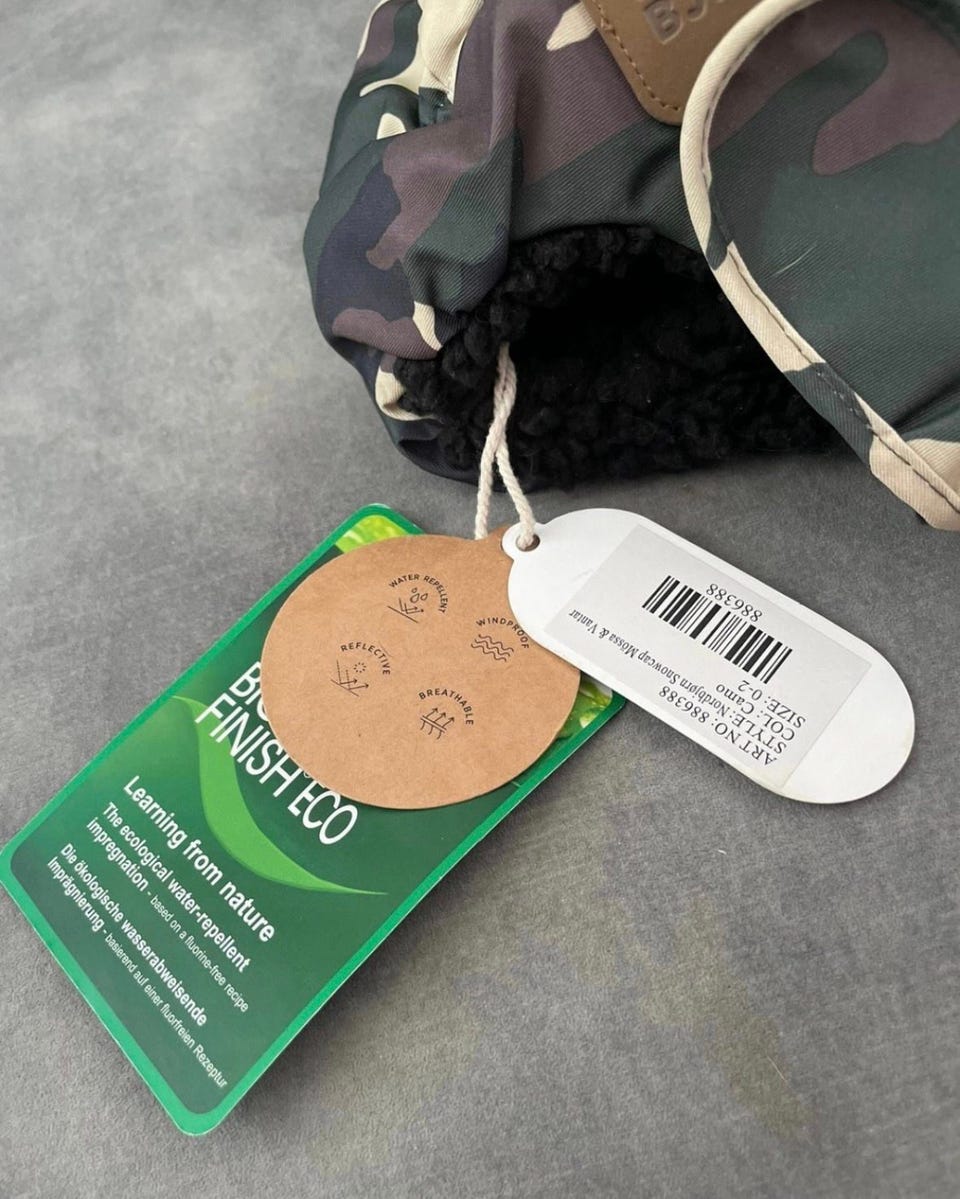 WATER REPELLENT
WINDPROOF
REFLECTIVE
BREATHABLE
886388
ART NO: 886388
STYLE: Nordbjørn Snowcap Mössa & Vantar
COL: Camo
SIZE: 0-2
FINISH ECO
Learning from nature
The ecological water-repellent
impregnation - based on a fluorine-free recipe
Die ökologische wasserabweisende
Imprägnierung - basierend auf einer fluorfreien Rezeptur